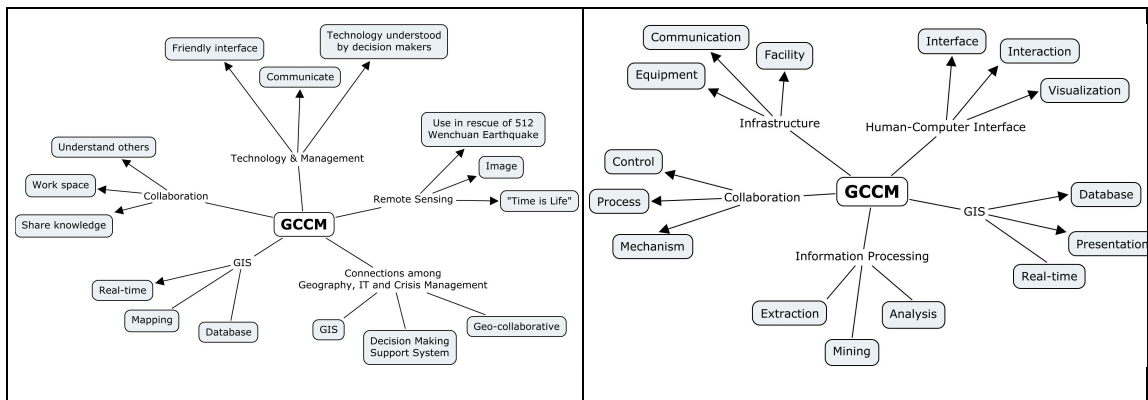 Friendly interface
Technology understood
by decision makers
Communicate
Technology & Management
Use in rescue of 512
Wenchuan Earthquake
Image
Remote Sensing
"Time is Life"
Understand others
Work space
Collaboration
Share knowledge
GCCM
GIS
Real-time
Mapping
Database
Connections among
Geography, IT and Crisis Management
GIS
Decision Making
Support System
Geo-collaborative
Communication
Facility
Equipment
Infrastructure
Interface
Interaction
Visualization
Human-Computer Interface
Control
Process
Collaboration
Mechanism
GCCM
GIS
Database
Presentation
Real-time
Information Processing
Extraction
Mining
Analysis